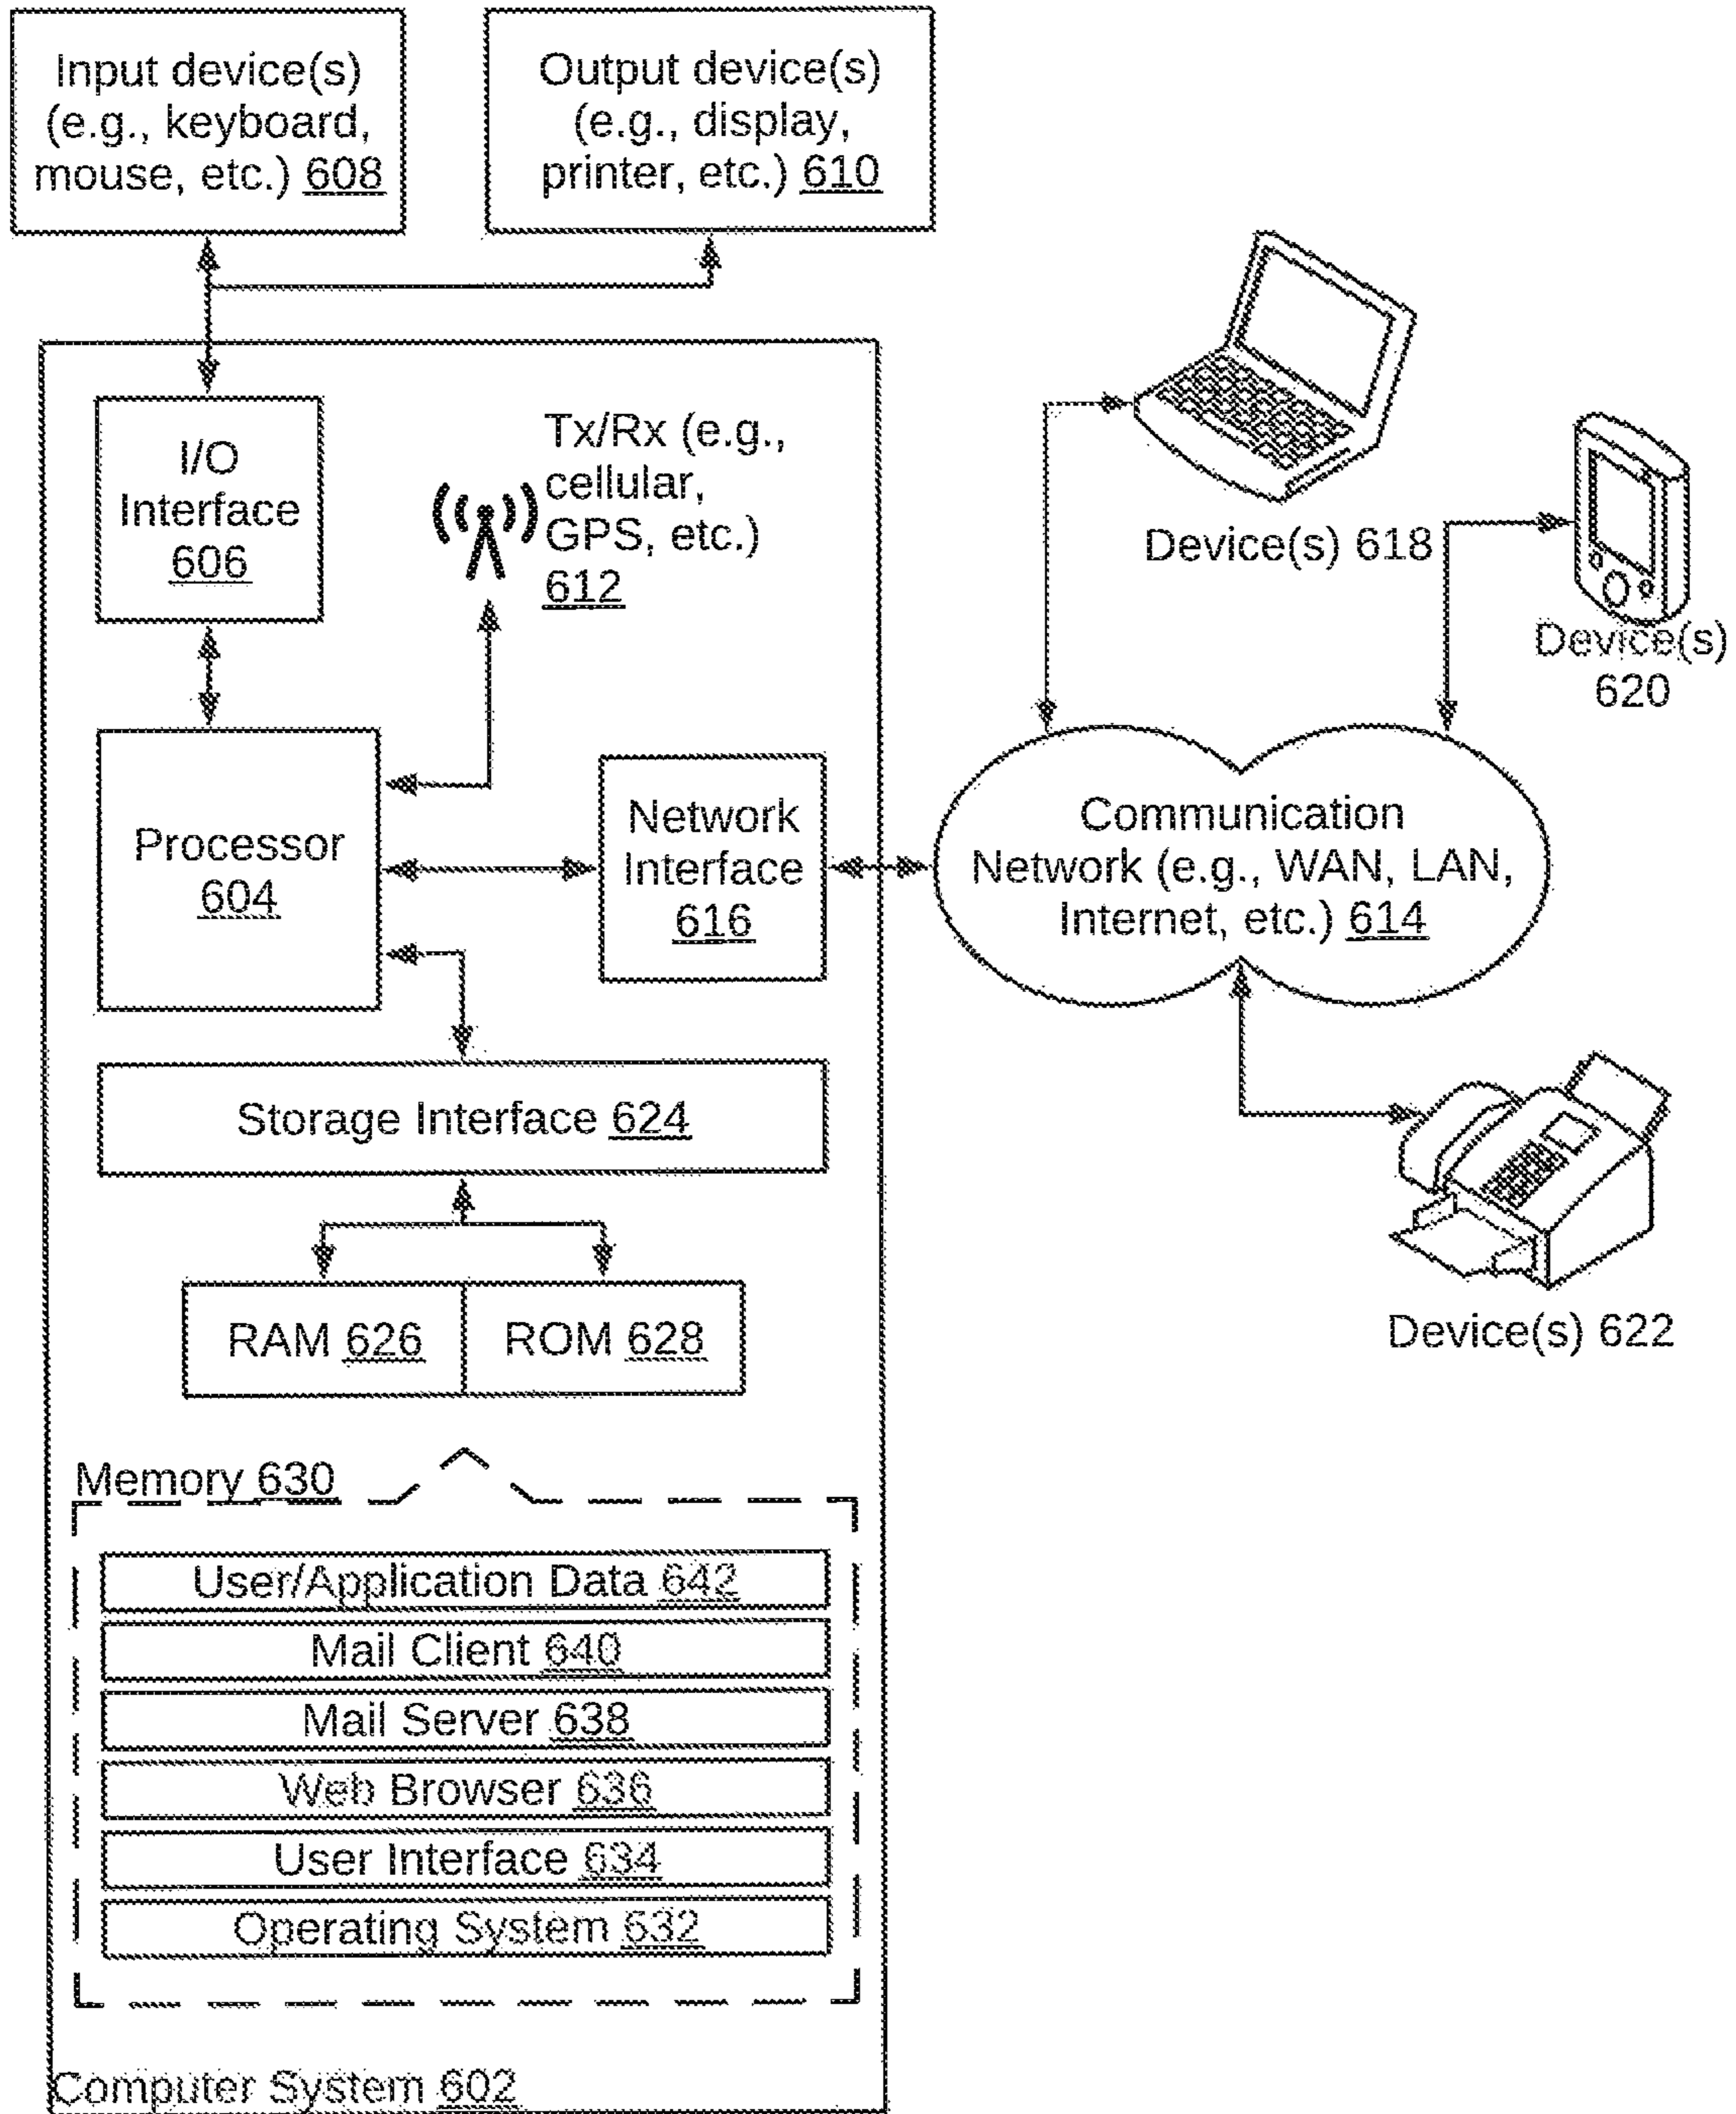 Input device(s)
(e.g., keyboard,
mouse, etc.) 608
Output device(s)
(e.g., display,
printer, etc.) 610
I/O
Interface
606
Tx/Rx (e.g.,
cellular,
GPS, etc.)
612
Device(s) 618
Device(s)
620
Processor
604
Network
Interface
616
Communication
Network (e.g., WAN, LAN,
Internet, etc.) 614
Storage Interface 624
Device(s) 622
RAM 626
ROM 628
Memory 630
User/Application Data 642
Mail Client 640
Mail Server 638
Web Browser 636
User Interface 634
Operating System 632
Computer System 602